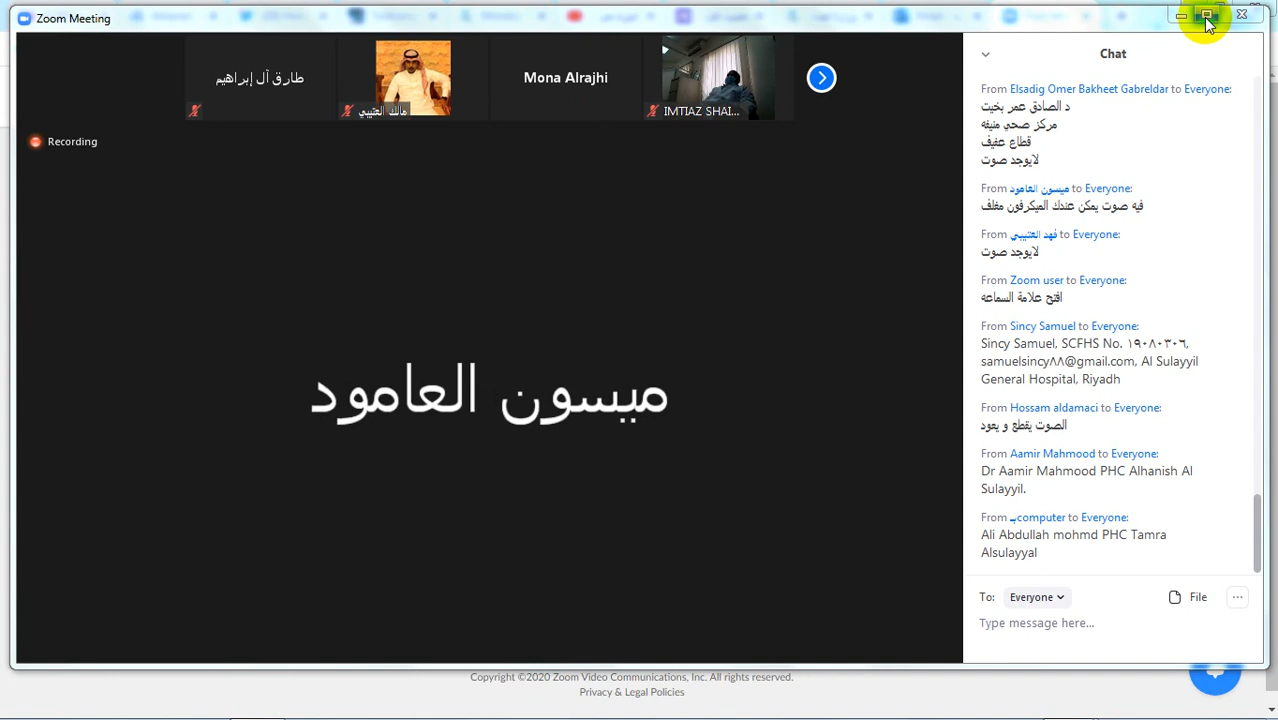 Zoom Meeting
طارق آل إبراهيم
مالك العتيبي
Mona Alrajhi
IMTIAZ SHAI...
Recording
ميسون العامود
Chat
From Elsadig Omer Bakheet Gabreldar to Everyone:
د الصادق عمر بخيت
مركز صحي منيفه
قطاع عفيف
لايوجد صوت
From ميسون العامود to Everyone:
فيه صوت يمكن عندك الميكرفون مغلف
From فهد العتيبي to Everyone:
لايوجد صوت
From Zoom user to Everyone:
افتح علامة السماعه
From Sincy Samuel to Everyone:
Sincy Samuel, SCFHS No. ١٩٠٨٠٣٠٦,
samuelsincy٨٨@gmail.com, Al Sulayyil
General Hospital, Riyadh
From Hossam aldamaci to Everyone:
الصوت يقطع و يعود
From Aamir Mahmood to Everyone:
Dr Aamir Mahmood PHC Alhanish Al
Sulayyil.
From computer to Everyone:
Ali Abdullah mohmd PHC Tamra
Alsulayyal
To: Everyone File ...
Type message here...
Copyright ©2020 Zoom Video Communications, Inc. All rights reserved.
Privacy & Legal Policies